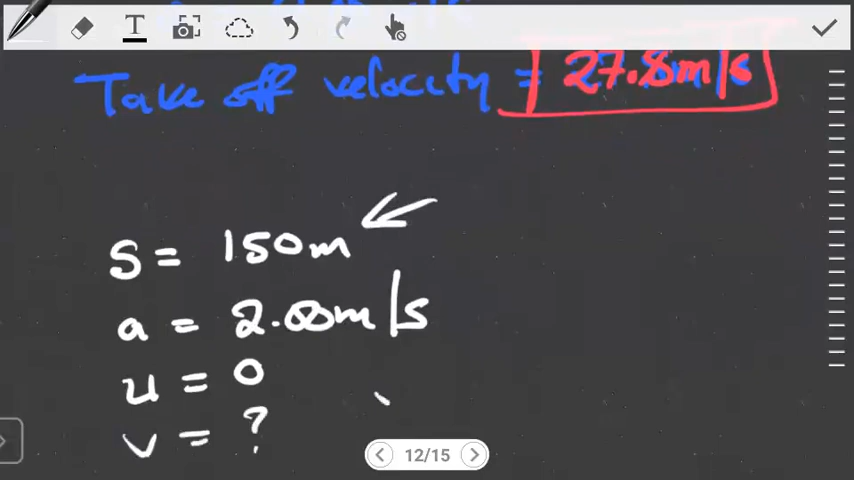 T
Take off velocity = 27.8m/s
S = 150m
a = 2.00m/s
u = 0
v = ?
12/15